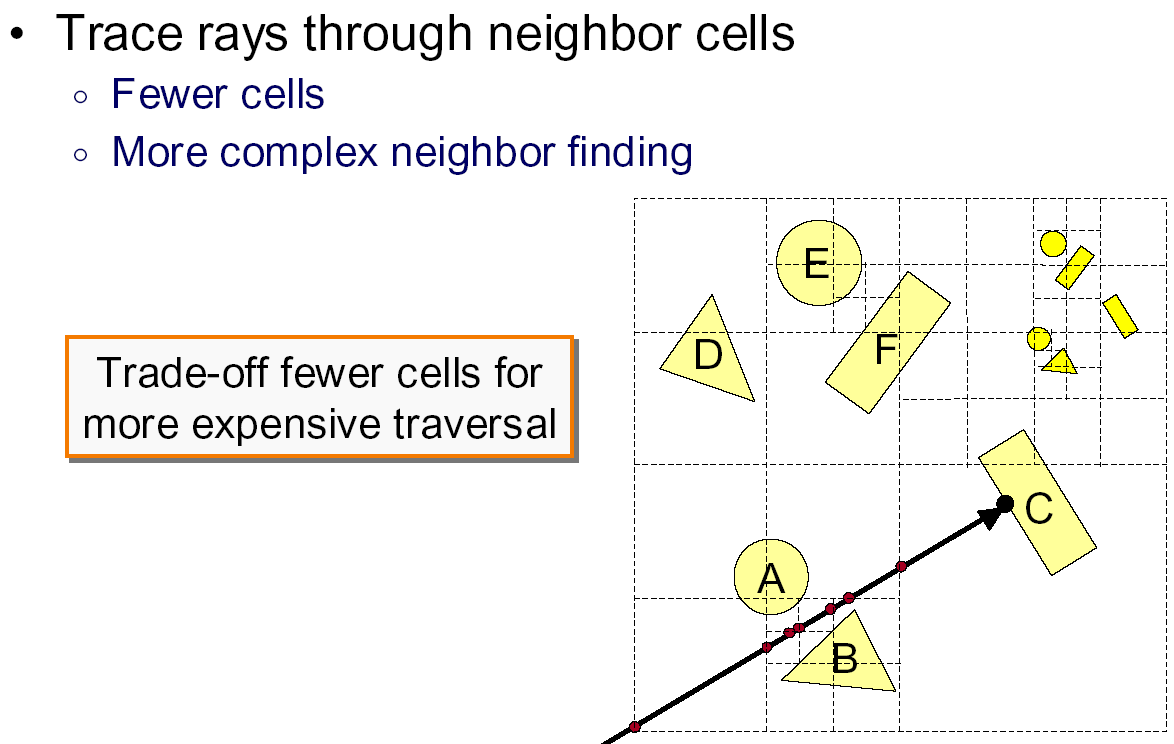 • Trace rays through neighbor cells
○ Fewer cells
○ More complex neighbor finding
Trade-off fewer cells for
more expensive traversal
E
D
F
C
A
B